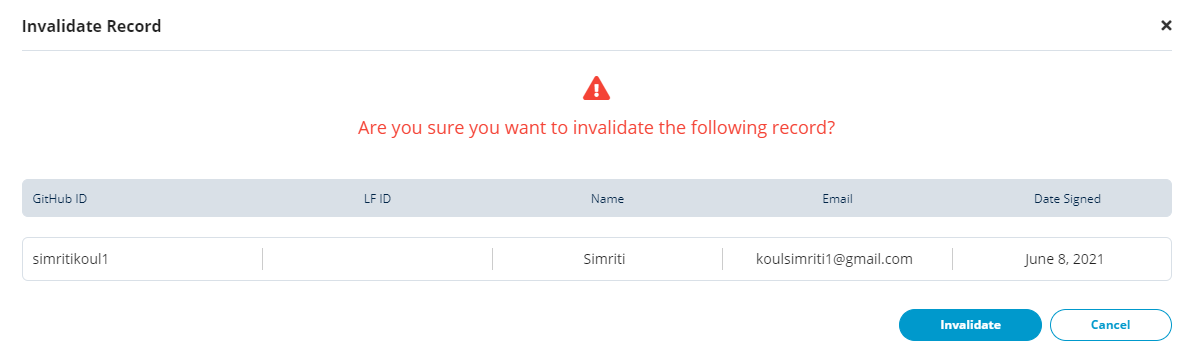 Invalidate Record
Are you sure you want to invalidate the following record?
GitHub ID LF ID Name Email Date Signed
simritikoul1 Simriti koulsimriti1@gmail.com June 8, 2021
Invalidate Cancel